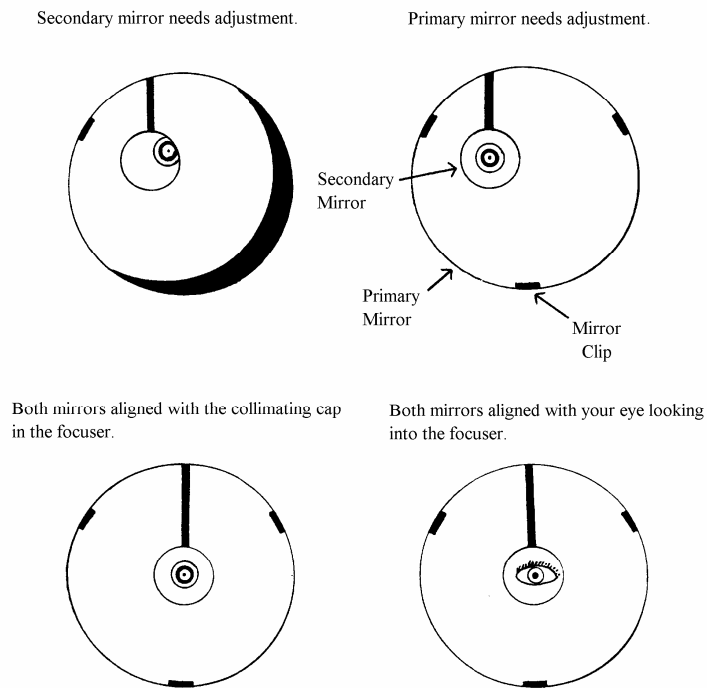 Secondary mirror needs adjustment.
Primary mirror needs adjustment.
Secondary
Mirror
Primary
Mirror
Mirror
Clip
Both mirrors aligned with the collimating cap
in the focuser.
Both mirrors aligned with your eye looking
into the focuser.